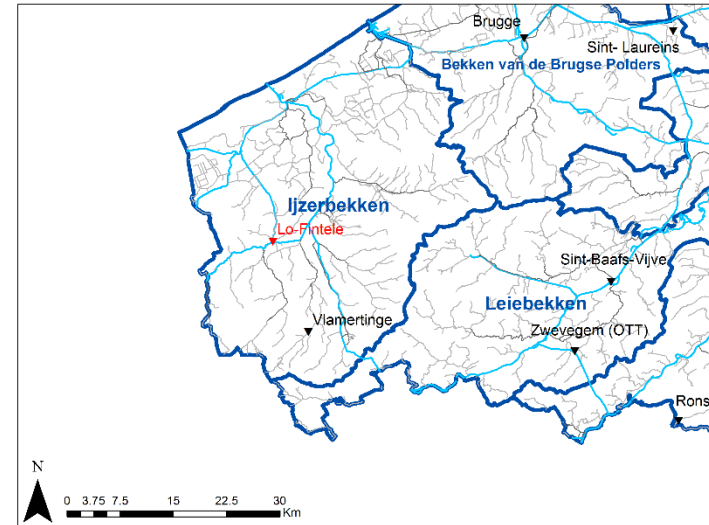 Brugge
Sint- Laureins
Bekken van de Brugse Polders
Ijzerbekken
Lo-Fintele
Sint-Baafs-Vijve
Leiebekken
Vlamertinge
Zwevegem (OTT)
Rons
N
0 3.75 7.5 15 22.5 30
Km